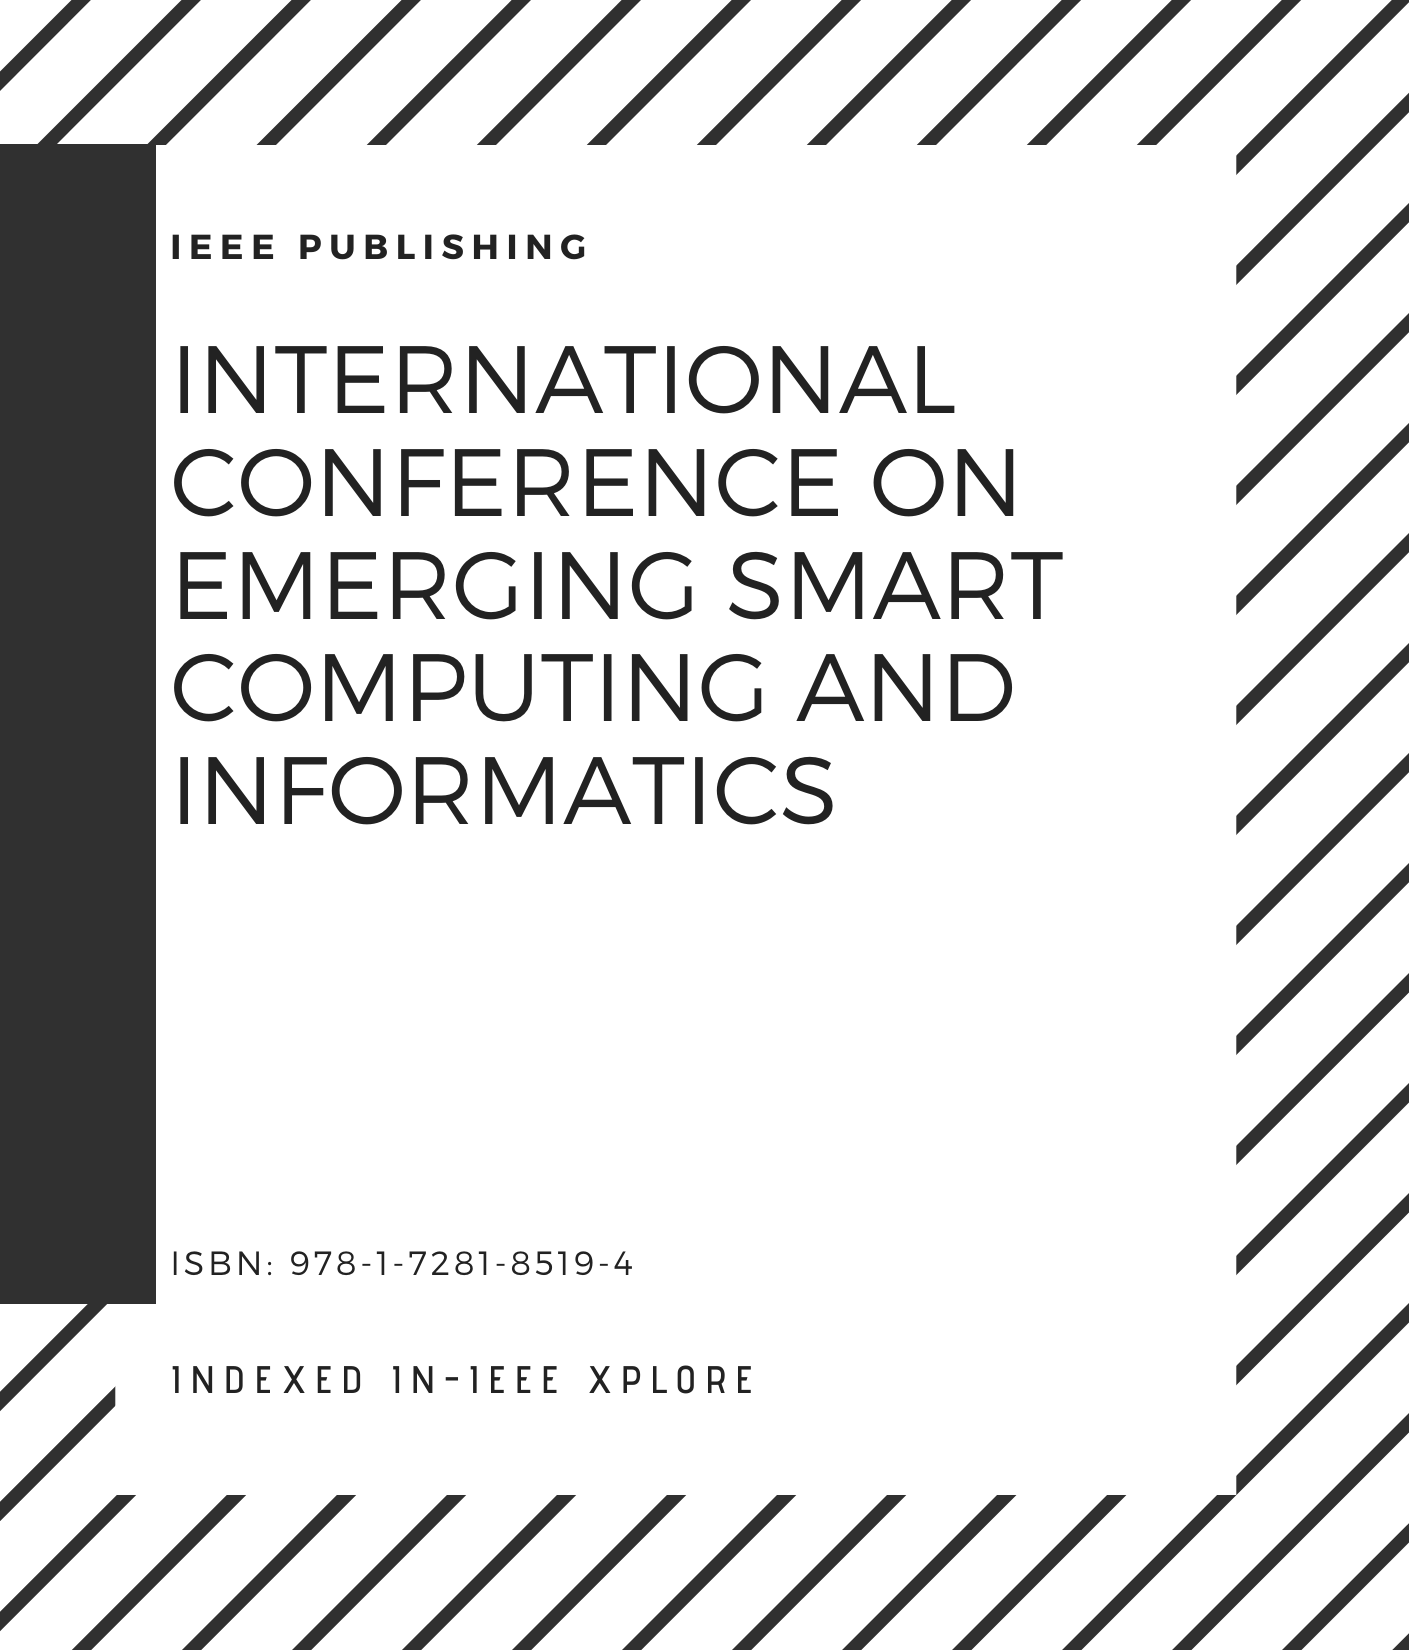 IEEE PUBLISHING
INTERNATIONAL
CONFERENCE ON
EMERGING SMART
COMPUTING AND
INFORMATICS
ISBN: 978-1-7281-8519-4
INDEXED IN-IEEE XPLORE